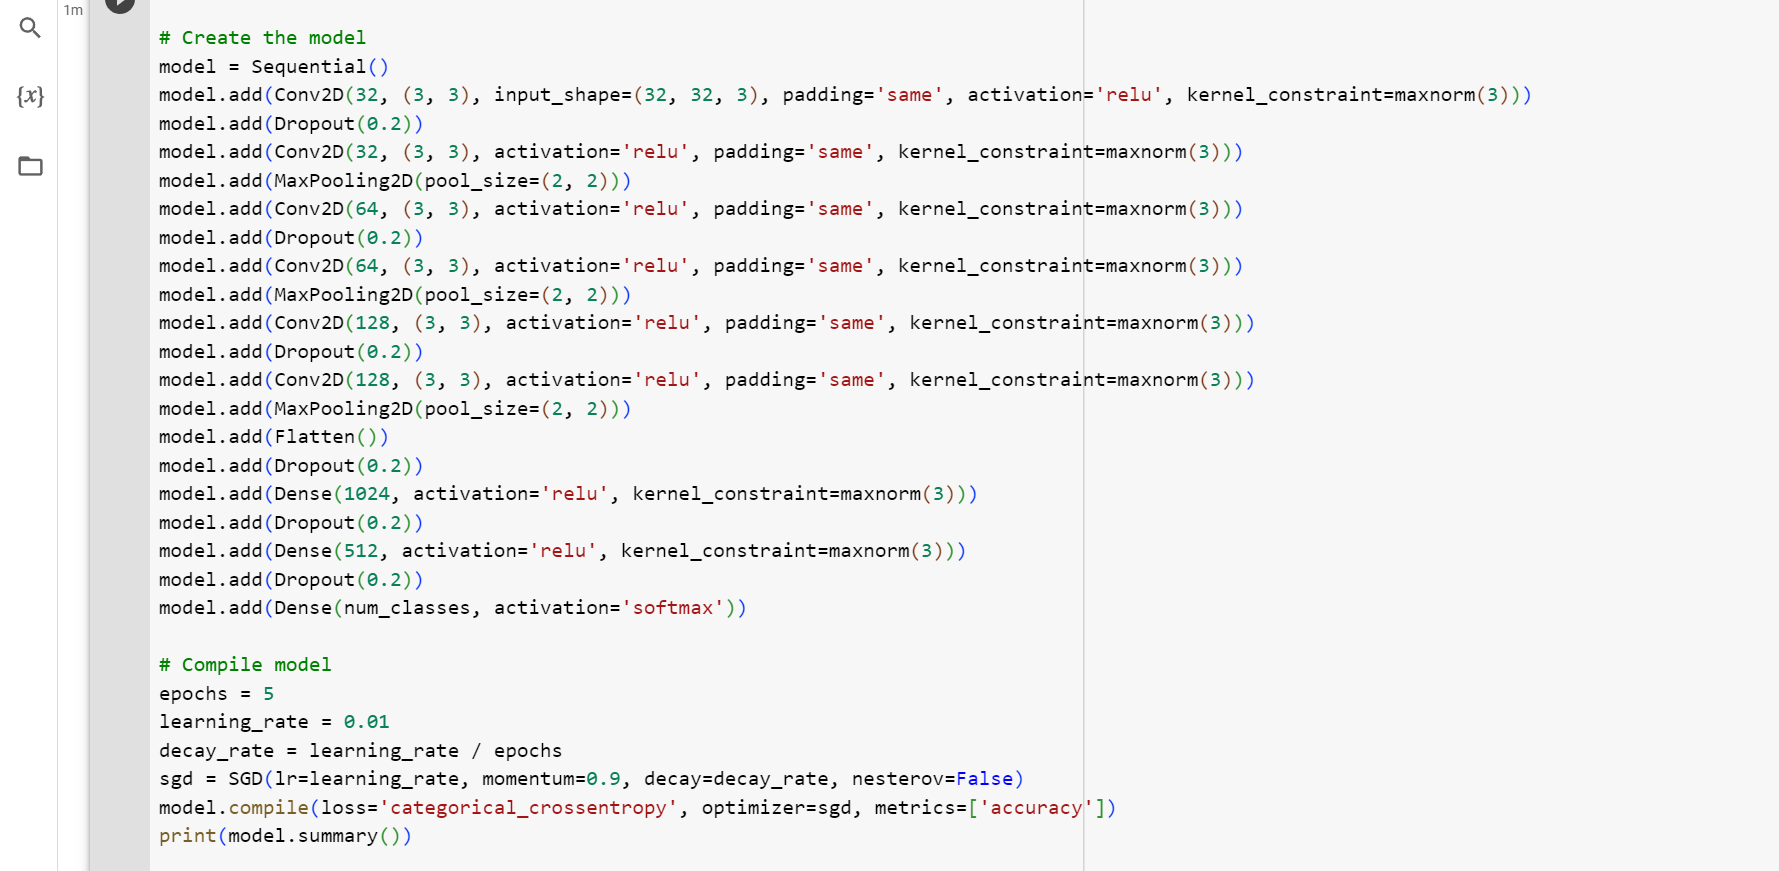 1m
{x}
# Create the model
model = Sequential()
model.add(Conv2D(32, (3, 3), input_shape=(32, 32, 3), padding='same', activation='relu', kernel_constraint=maxnorm(3)))
model.add(Dropout(0.2))
model.add(Conv2D(32, (3, 3), activation='relu', padding='same', kernel_constraint=maxnorm(3)))
model.add(MaxPooling2D(pool_size=(2, 2)))
model.add(Conv2D(64, (3, 3), activation='relu', padding='same', kernel_constraint=maxnorm(3)))
model.add(Dropout(0.2))
model.add(Conv2D(64, (3, 3), activation='relu', padding='same', kernel_constraint=maxnorm(3)))
model.add(MaxPooling2D(pool_size=(2, 2)))
model.add(Conv2D(128, (3, 3), activation='relu', padding='same', kernel_constraint=maxnorm(3)))
model.add(Dropout(0.2))
model.add(Conv2D(128, (3, 3), activation='relu', padding='same', kernel_constraint=maxnorm(3)))
model.add(MaxPooling2D(pool_size=(2, 2)))
model.add(Flatten())
model.add(Dropout(0.2))
model.add(Dense(1024, activation='relu', kernel_constraint=maxnorm(3)))
model.add(Dropout(0.2))
model.add(Dense(512, activation='relu', kernel_constraint=maxnorm(3)))
model.add(Dropout(0.2))
model.add(Dense(num_classes, activation='softmax'))
# Compile model
epochs = 5
learning_rate = 0.01
decay_rate = learning_rate / epochs
sgd = SGD(lr=learning_rate, momentum=0.9, decay=decay_rate, nesterov=False)
model.compile(loss='categorical_crossentropy', optimizer=sgd, metrics=['accuracy'])
print(model.summary())